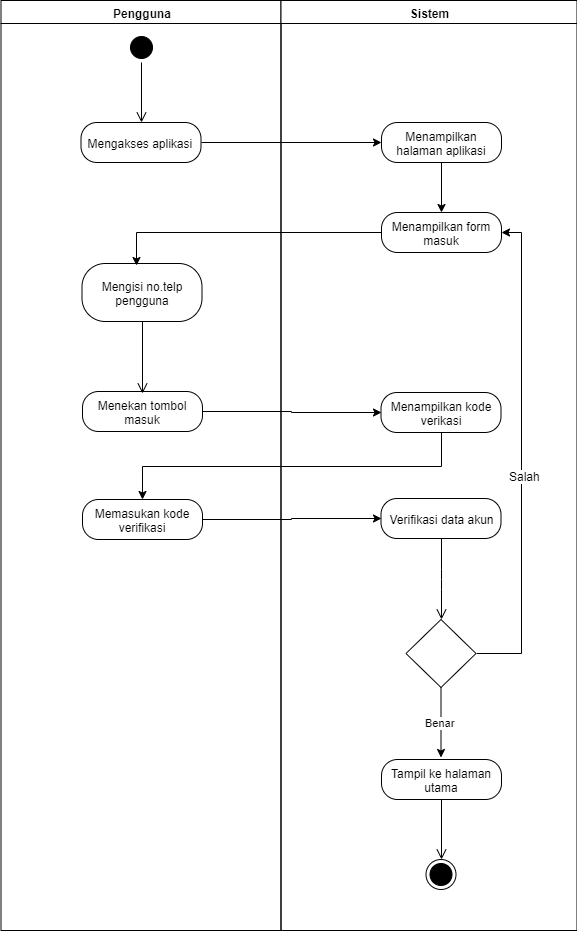 Pengguna
Sistem
Mengakses aplikasi
Menampilkan
halaman aplikasi
Menampilkan form
masuk
Mengisi no.telp
pengguna
Menekan tombol
masuk
Menampilkan kode
verikasi
Memasukan kode
verifikasi
Verifikasi data akun
Salah
Benar
Tampil ke halaman
utama